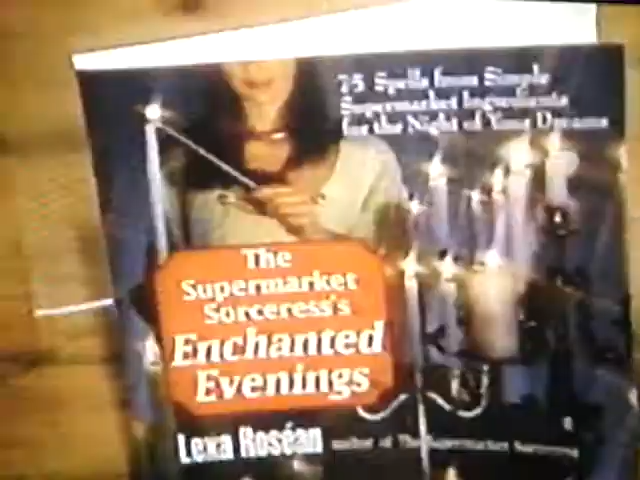 75 Spells from Simple
Supermarket Ingredients
for the Night of Your Dreams
The
Supermarket
Sorceress's
Enchanted
Evenings
Lexa Roséan author of The Supermarket Sorceress